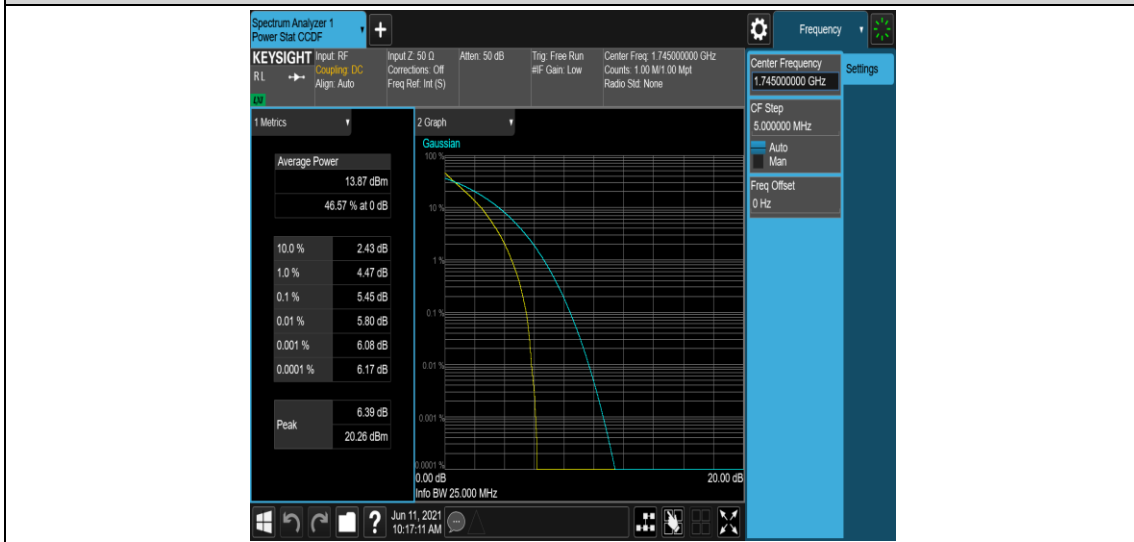 Spectrum Analyzer 1
Power Stat CCDF
+
Frequency
KEYSIGHT
RL
LXI
Input: RF
Coupling: DC
Align: Auto
Input Z: 50 Ω
Corrections: Off
Freq Ref: Int (S)
Atten: 50 dB
Trig: Free Run
#IF Gain: Low
Center Freq: 1.745000000 GHz
Counts: 1.00 M/1.00 Mpt
Radio Std: None
Center Frequency
1.745000000 GHz
Settings
CF Step
5.000000 MHz
Auto
Man
Freq Offset
0 Hz
1 Metrics
Average Power
13.87 dBm
46.57 % at 0 dB
10.0 % 2.43 dB
1.0 % 4.47 dB
0.1 % 5.45 dB
0.01 % 5.80 dB
0.001 % 6.08 dB
0.0001 % 6.17 dB
Peak
6.39 dB
20.26 dBm
2 Graph
Gaussian
100 %
10 %
1 %
0.1 %
0.01 %
0.001 %
0.0001 %
0.00 dB 20.00 dB
Info BW 25.000 MHz
?
Jun 11, 2021
10:17:11 AM